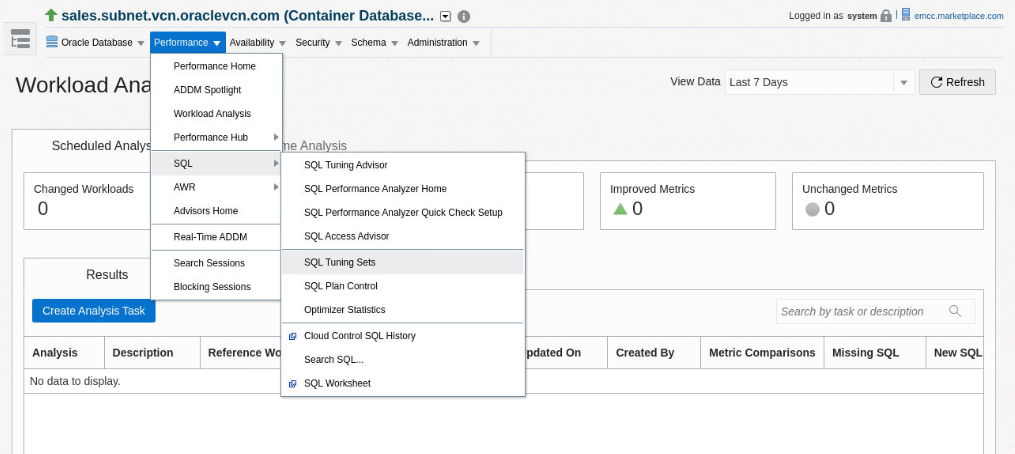 sales.subnet.vcn.oraclevcn.com (Container Database...
Logged in as system
emcc.marketplace.com
Oracle Database
Performance
Availability
Security
Schema
Administration
Workload Ana
View Data
Last 7 Days
Refresh
Performance Home
ADDM Spotlight
Workload Analysis
Performance Hub
SQL
AWR
Advisors Home
Real-Time ADDM
Search Sessions
Blocking Sessions
SQL Tuning Advisor
SQL Performance Analyzer Home
SQL Performance Analyzer Quick Check Setup
SQL Access Advisor
SQL Tuning Sets
SQL Plan Control
Optimizer Statistics
Cloud Control SQL History
Search SQL...
SQL Worksheet
Scheduled Analys
me Analysis
Changed Workloads
0
Improved Metrics
0
Unchanged Metrics
0
Results
Create Analysis Task
Search by task or description
Analysis
Description
Reference Wo
pdated On
Created By
Metric Comparisons
Missing SQL
New SQL
No data to display.